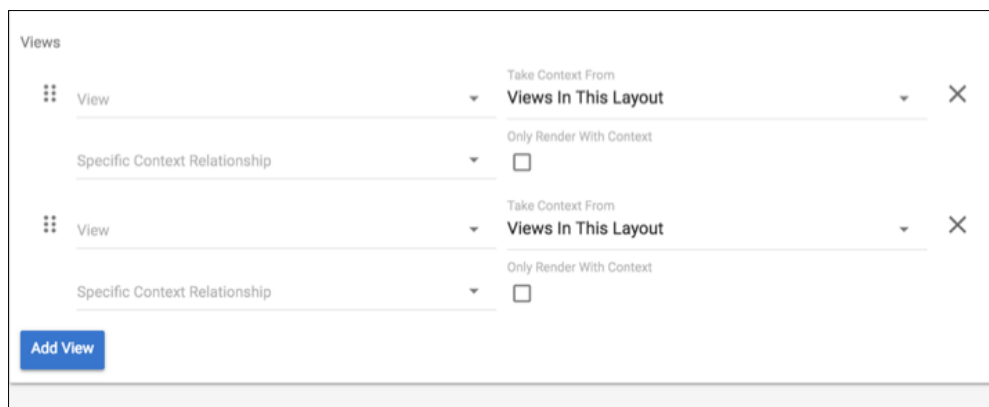 Views
Take Context From
View
Views In This Layout
Only Render With Context
Specific Context Relationship
Take Context From
View
Views In This Layout
Only Render With Context
Specific Context Relationship
Add View